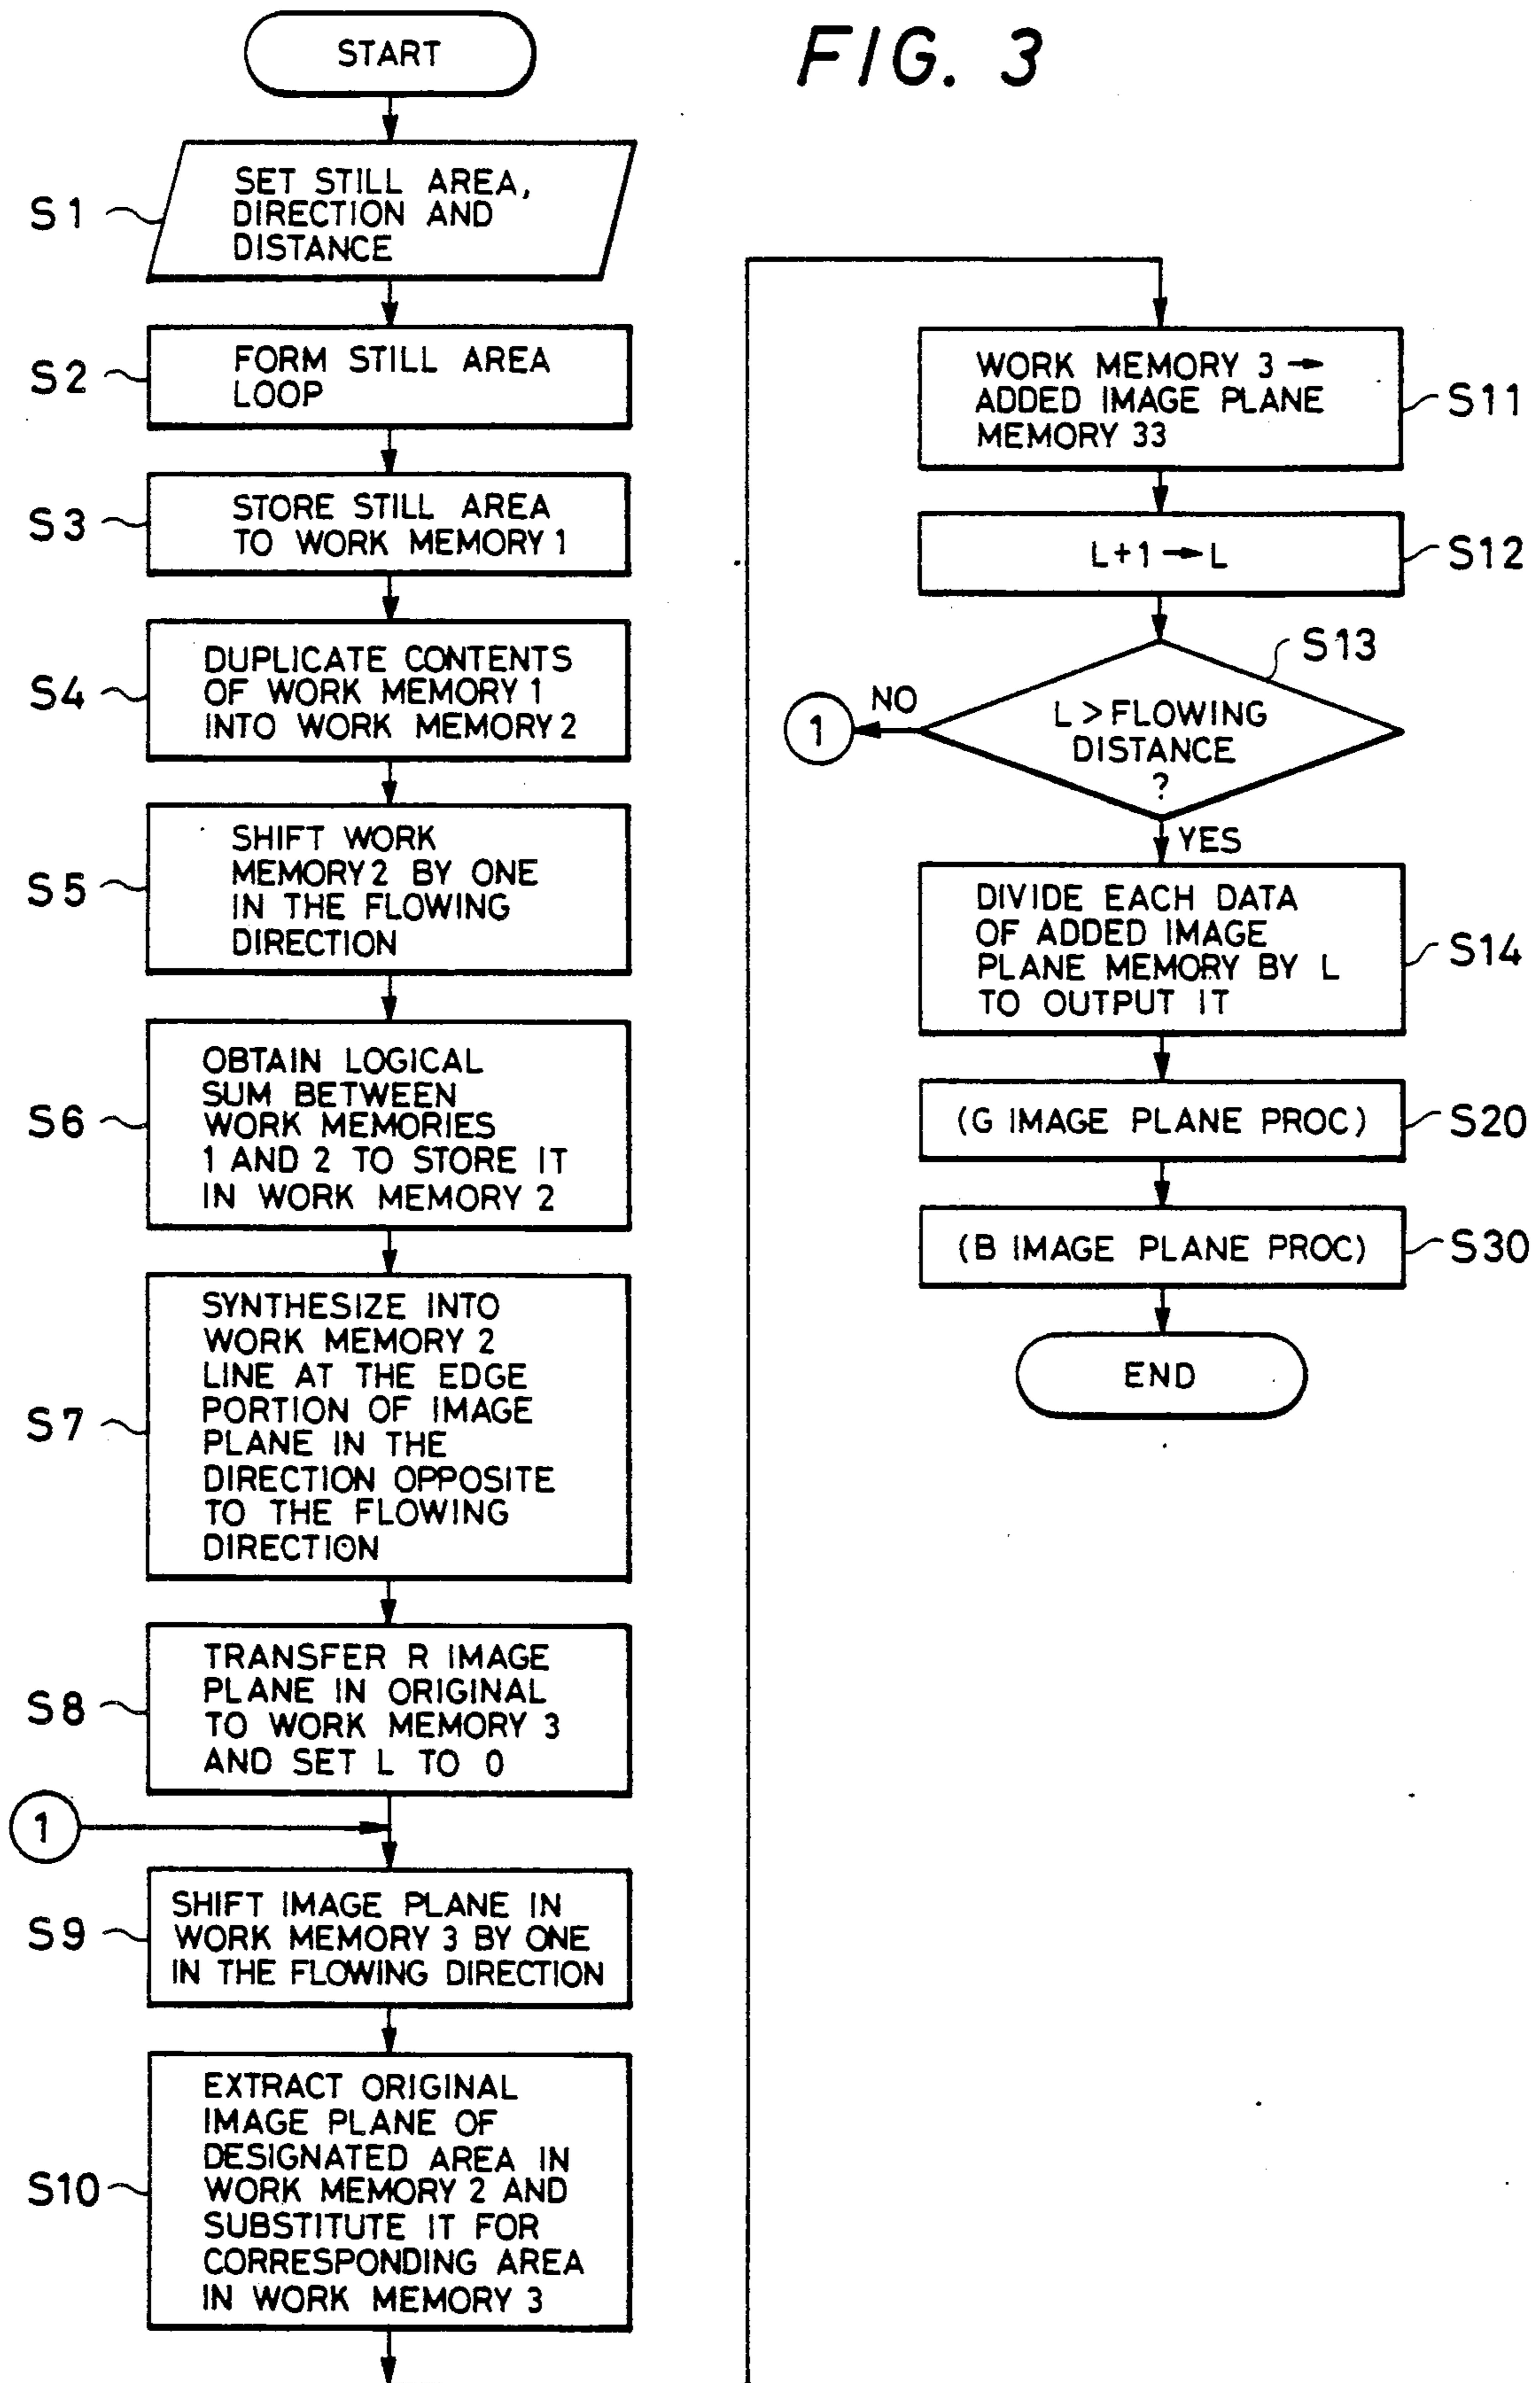 FIG. 3
START
S1
SET STILL AREA,
DIRECTION AND
DISTANCE
S2
FORM STILL AREA
LOOP
S3
STORE STILL AREA
TO WORK MEMORY 1
S4
DUPLICATE CONTENTS
OF WORK MEMORY 1
INTO WORK MEMORY 2
S5
SHIFT WORK
MEMORY 2 BY ONE
IN THE FLOWING
DIRECTION
S6
OBTAIN LOGICAL
SUM BETWEEN
WORK MEMORIES
1 AND 2 TO STORE IT
IN WORK MEMORY 2
S7
SYNTHESIZE INTO
WORK MEMORY 2
LINE AT THE EDGE
PORTION OF IMAGE
PLANE IN THE
DIRECTION OPPOSITE
TO THE FLOWING
DIRECTION
S8
TRANSFER R IMAGE
PLANE IN ORIGINAL
TO WORK MEMORY 3
AND SET L TO 0
1
S9
SHIFT IMAGE PLANE IN
WORK MEMORY 3 BY ONE
IN THE FLOWING DIRECTION
S10
EXTRACT ORIGINAL
IMAGE PLANE OF
DESIGNATED AREA IN
WORK MEMORY 2 AND
SUBSTITUTE IT FOR
CORRESPONDING AREA
IN WORK MEMORY 3
WORK MEMORY 3 →
ADDED IMAGE PLANE
MEMORY 33
S11
L+1 → L
S12
S13
L > FLOWING
DISTANCE
?
NO
1
YES
DIVIDE EACH DATA
OF ADDED IMAGE
PLANE MEMORY BY L
TO OUTPUT IT
S14
(G IMAGE PLANE PROC)
S20
(B IMAGE PLANE PROC)
S30
END